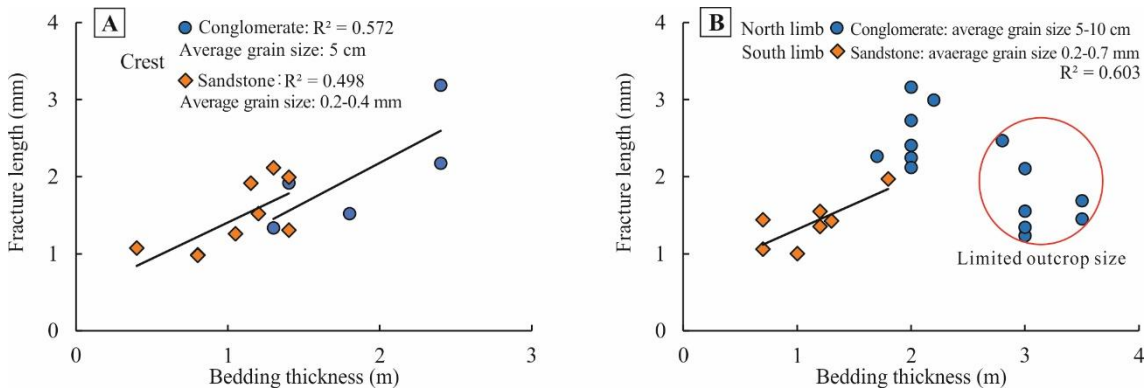 A
Conglomerate: R² = 0.572
Average grain size: 5 cm
Crest
Sandstone: R² = 0.498
Average grain size: 0.2-0.4 mm
Fracture length (mm)
4
3
2
1
0
0 1 2 3
Bedding thickness (m)
B
North limb Conglomerate: average grain size 5-10 cm
South limb Sandstone: avaerage grain size 0.2-0.7 mm
R² = 0.603
Fracture length (mm)
4
3
2
1
0
Limited outcrop size
0 1 2 3 4
Bedding thickness (m)